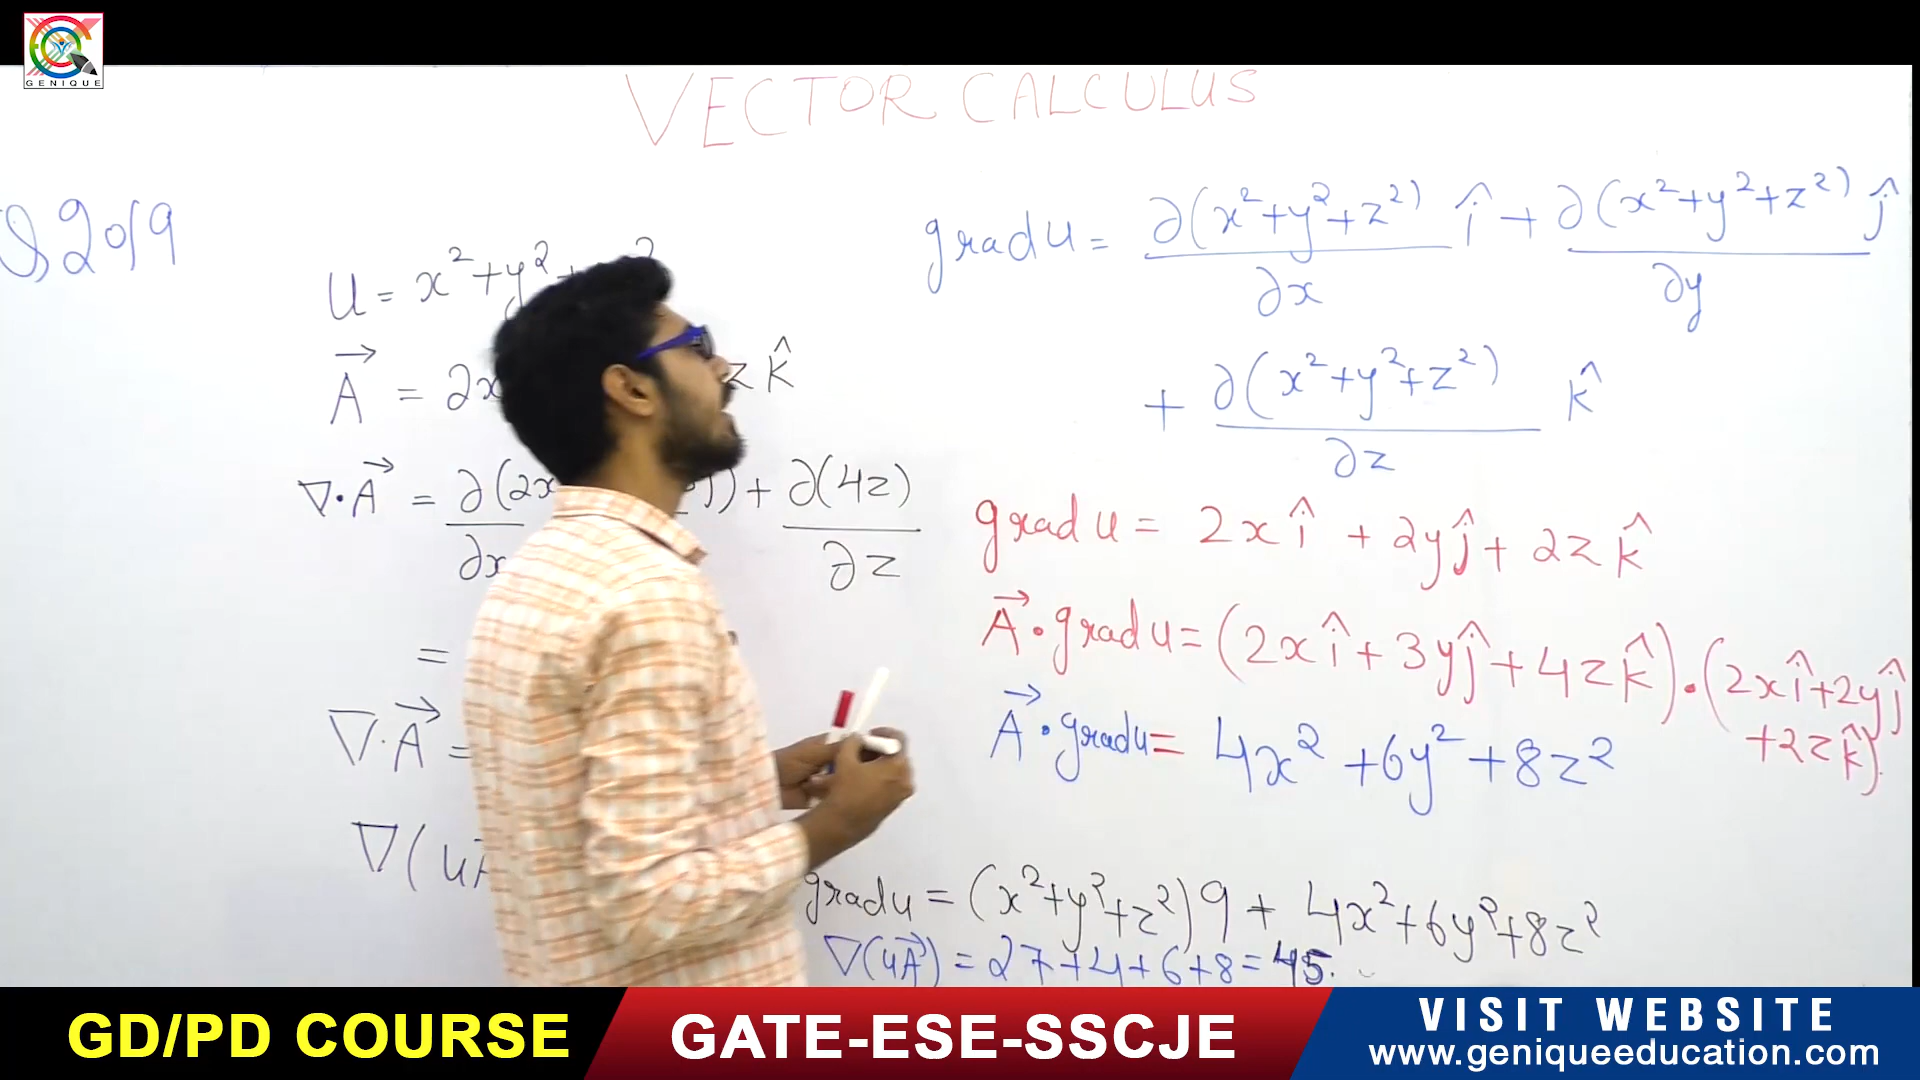 GENIQUE
VECTOR CALCULUS
2019
u = x² + y² + 2
A⃗ = 2x z k̂
∇·A⃗ = ∂(2x ) + ∂(4z)
∂x ∂z
=
∇·A⃗ =
∇(uA
grad u = ∂(x²+y²+z²) î + ∂(x²+y²+z²) ĵ
∂x ∂y
+ ∂(x²+y²+z²) k̂
∂z
grad u = 2x î + 2y ĵ + 2z k̂
A⃗·grad u = (2x î + 3y ĵ + 4z k̂)·(2x î + 2y ĵ
+2z k̂)
A⃗·grad u = 4x² + 6y² + 8z²
grad u = (x²+y²+z²) 9 + 4x²+6y²+8z²
∇(uA⃗) = 27+4+6+8 = 45.
GD/PD COURSE
GATE-ESE-SSCJE
VISIT WEBSITE
www.geniqueeducation.com